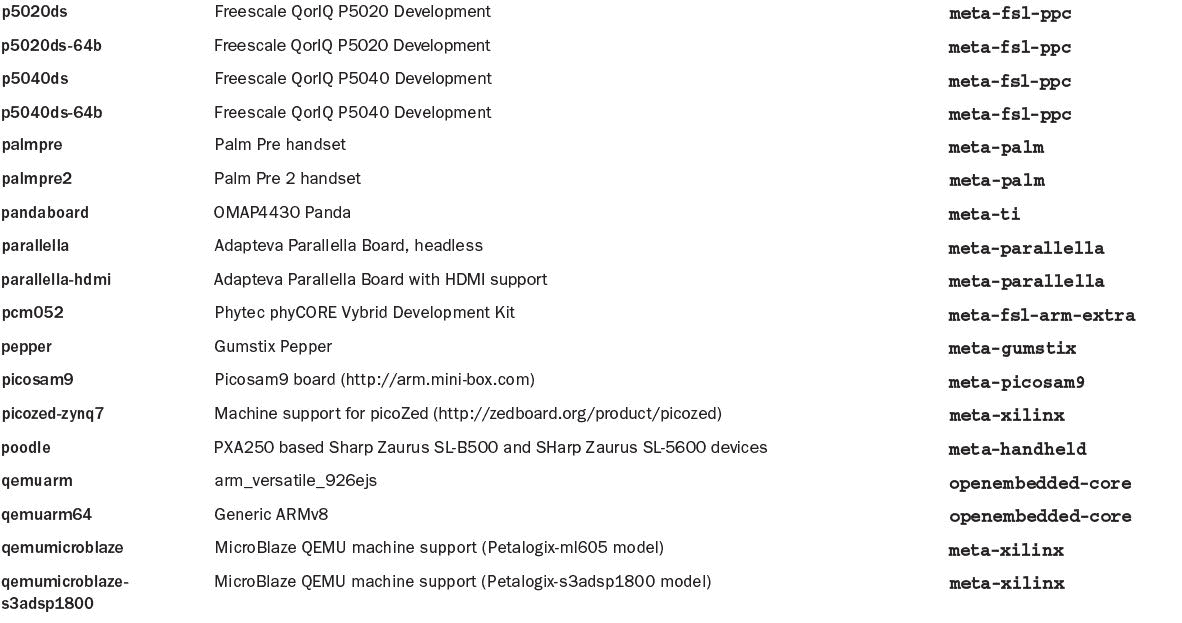 p5020ds Freescale QorIQ P5020 Development meta-fsl-ppc
p5020ds-64b Freescale QorIQ P5020 Development meta-fsl-ppc
p5040ds Freescale QorIQ P5040 Development meta-fsl-ppc
p5040ds-64b Freescale QorIQ P5040 Development meta-fsl-ppc
palmpre Palm Pre handset meta-palm
palmpre2 Palm Pre 2 handset meta-palm
pandaboard OMAP4430 Panda meta-ti
parallella Adapteva Parallella Board, headless meta-parallella
parallella-hdmi Adapteva Parallella Board with HDMI support meta-parallella
pcm052 Phytec phyCORE Vybrid Development Kit meta-fsl-arm-extra
pepper Gumstix Pepper meta-gumstix
picosam9 Picosam9 board (http://arm.mini-box.com) meta-picosam9
picozed-zynq7 Machine support for picoZed (http://zedboard.org/product/picozed) meta-xilinx
poodle PXA250 based Sharp Zaurus SL-B500 and SHarp Zaurus SL-5600 devices meta-handheld
qemuarm arm_versatile_926ejs openembedded-core
qemuarm64 Generic ARMv8 openembedded-core
qemumicroblaze MicroBlaze QEMU machine support (Petalogix-ml605 model) meta-xilinx
qemumicroblaze- MicroBlaze QEMU machine support (Petalogix-s3adsp1800 model) meta-xilinx
s3adsp1800